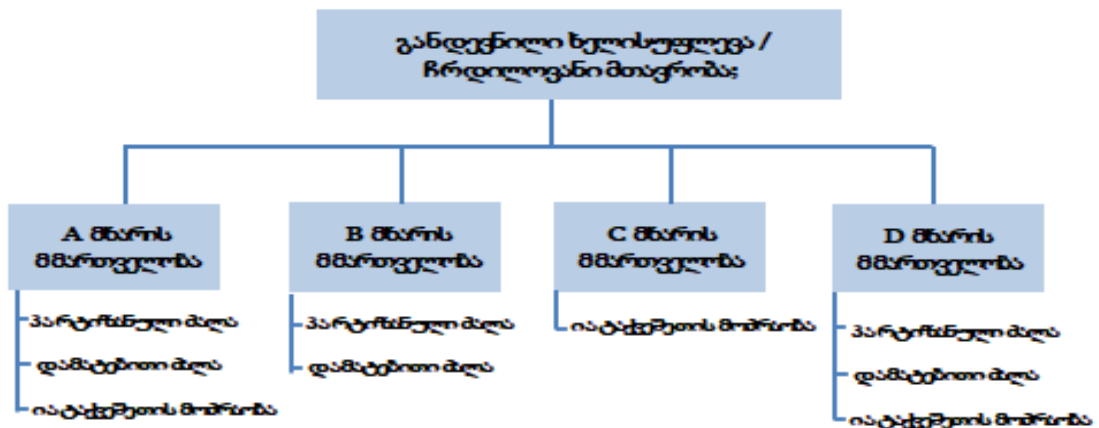 განდევნილი ხელისუფლება /
ჩრდილოვანი მთავრობა;
A მხარის
მმართველობა
პარტიზანული ძალა
დამატებითი ძალა
იატაკქვეშეთის მოძრაობა
B მხარის
მმართველობა
პარტიზანული ძალა
დამატებითი ძალა
C მხარის
მმართველობა
იატაკქვეშეთის მოძრაობა
D მხარის
მმართველობა
პარტიზანული ძალა
დამატებითი ძალა
იატაკქვეშეთის მოძრაობა